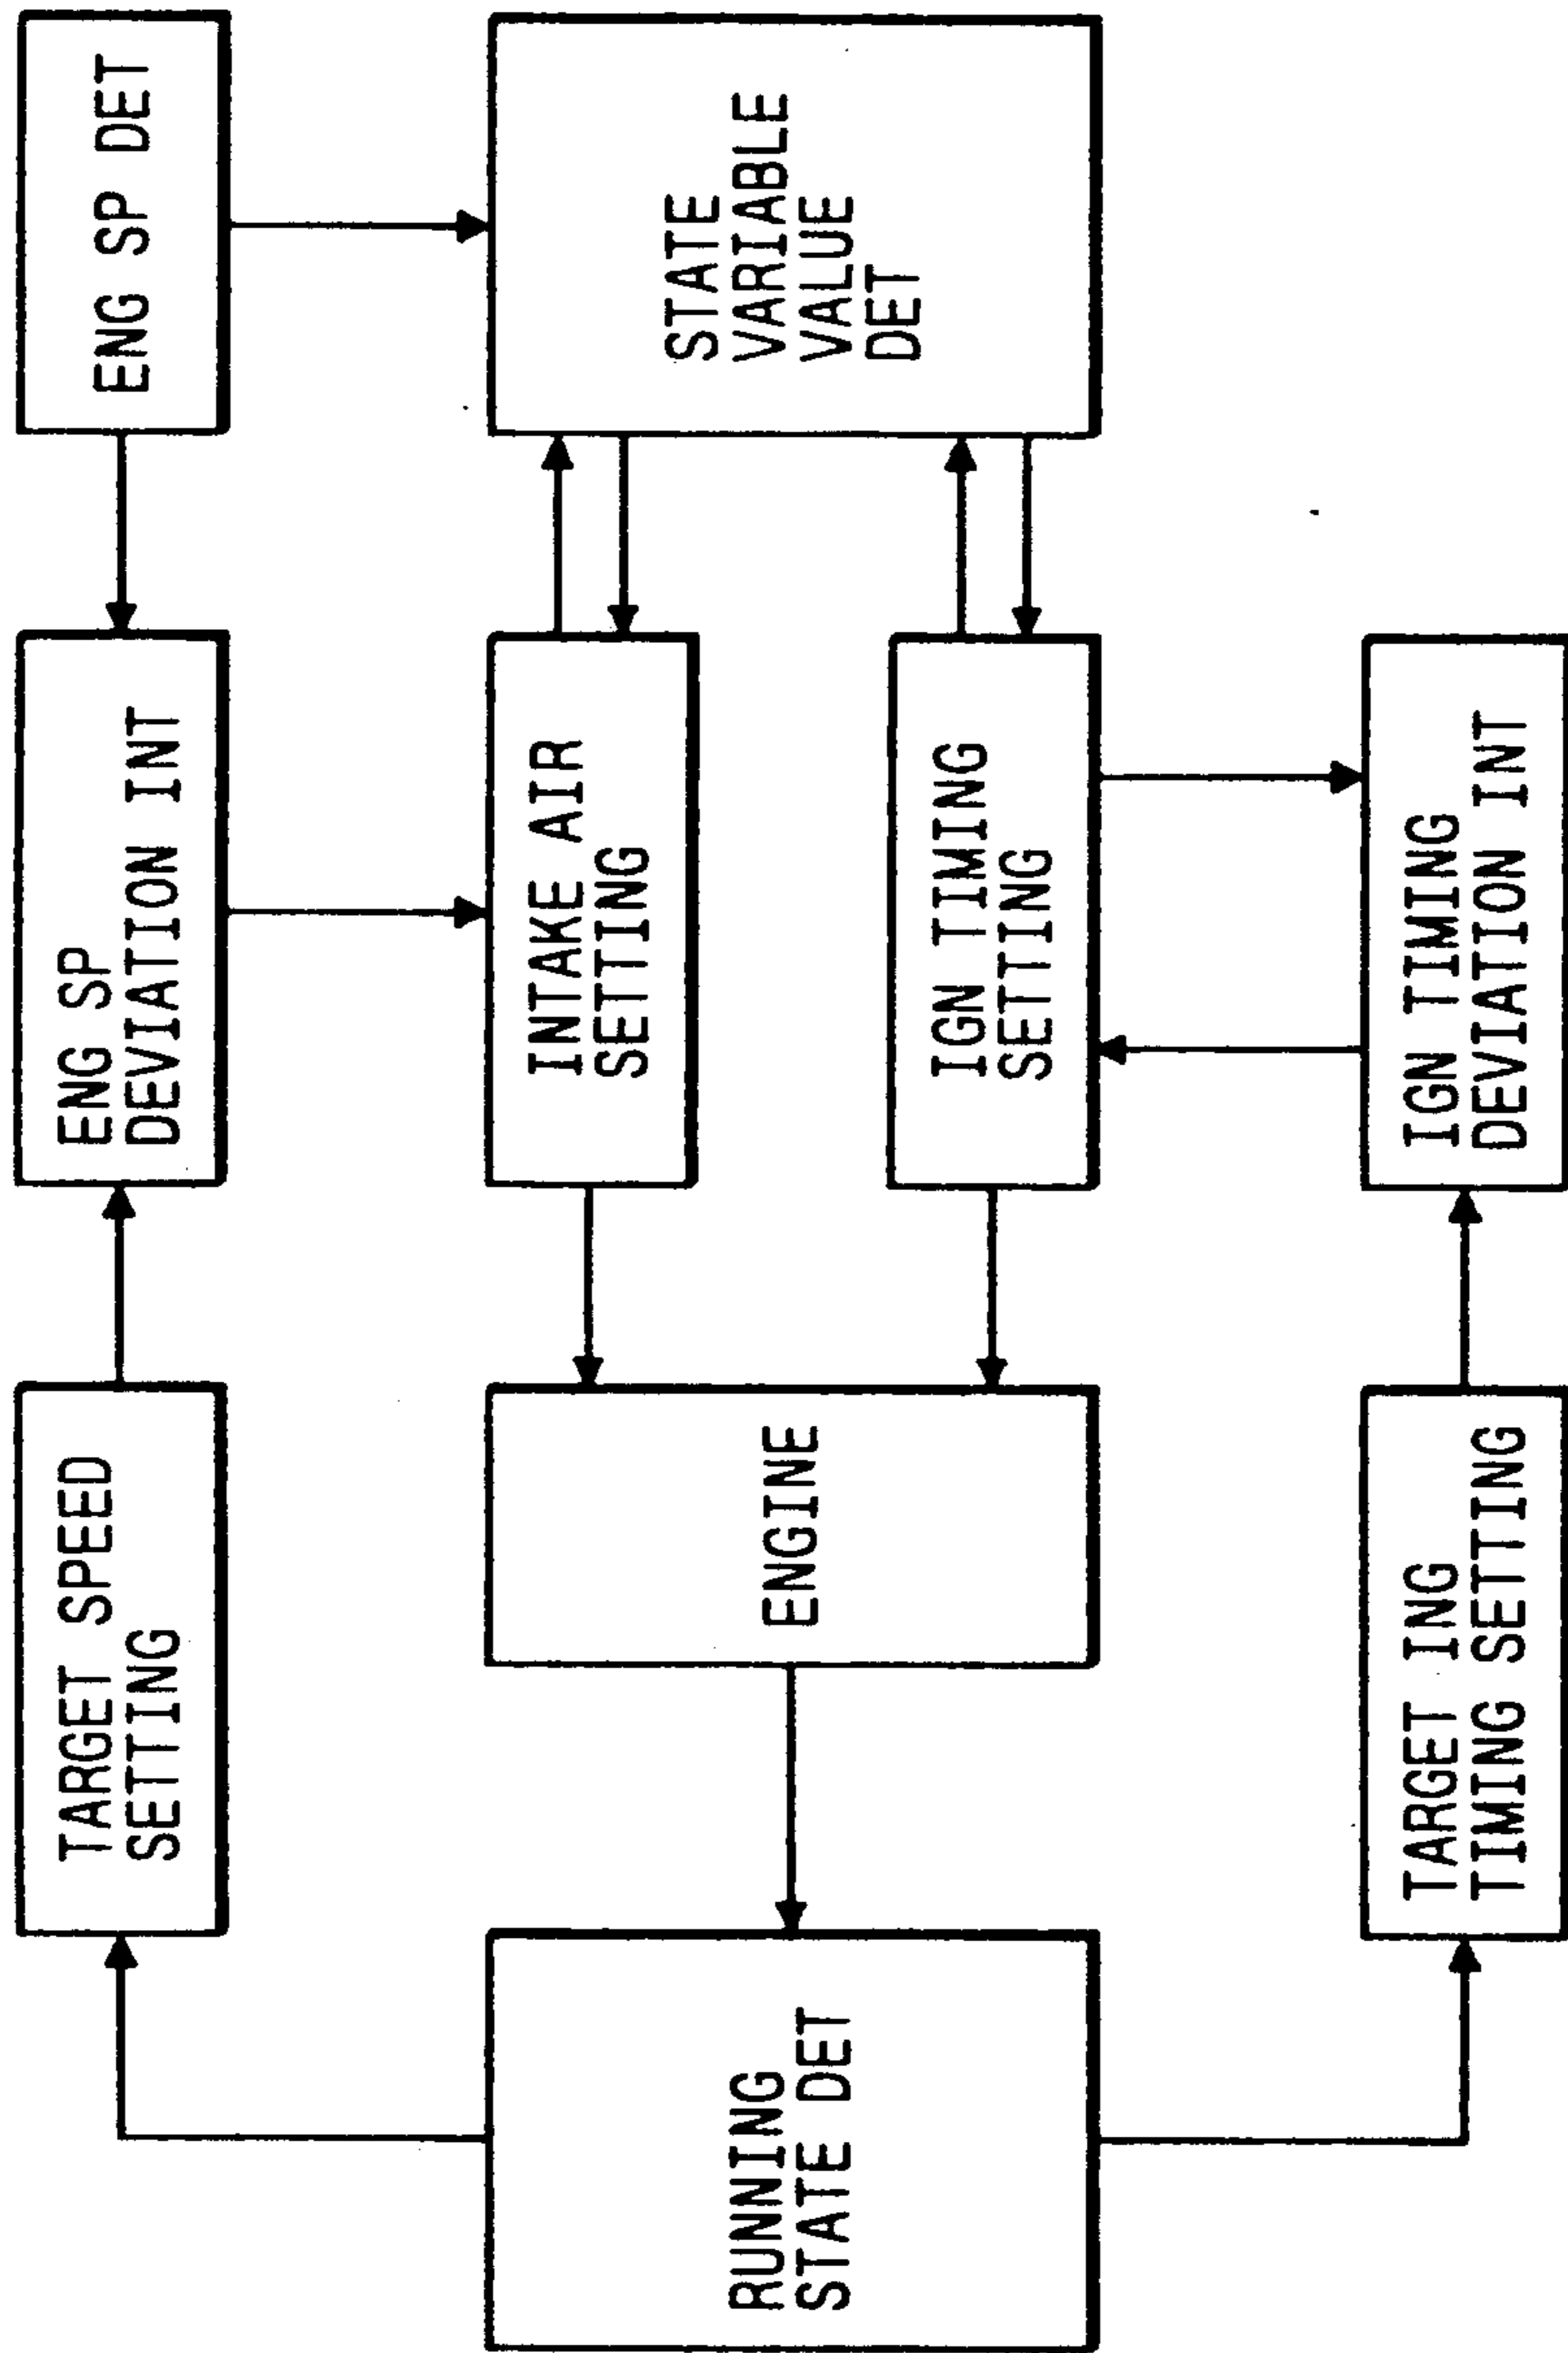 TARGET SPEED
SETTING
ENG SP
DEVIATION INT
ENG SP DET
RUNNING
STATE DET
ENGINE
INTAKE AIR
SETTING
IGN TIMING
SETTING
STATE
VARIABLE
VALUE
DET
TARGET ING
TIMING SETTING
IGN TIMING
DEVIATION INT